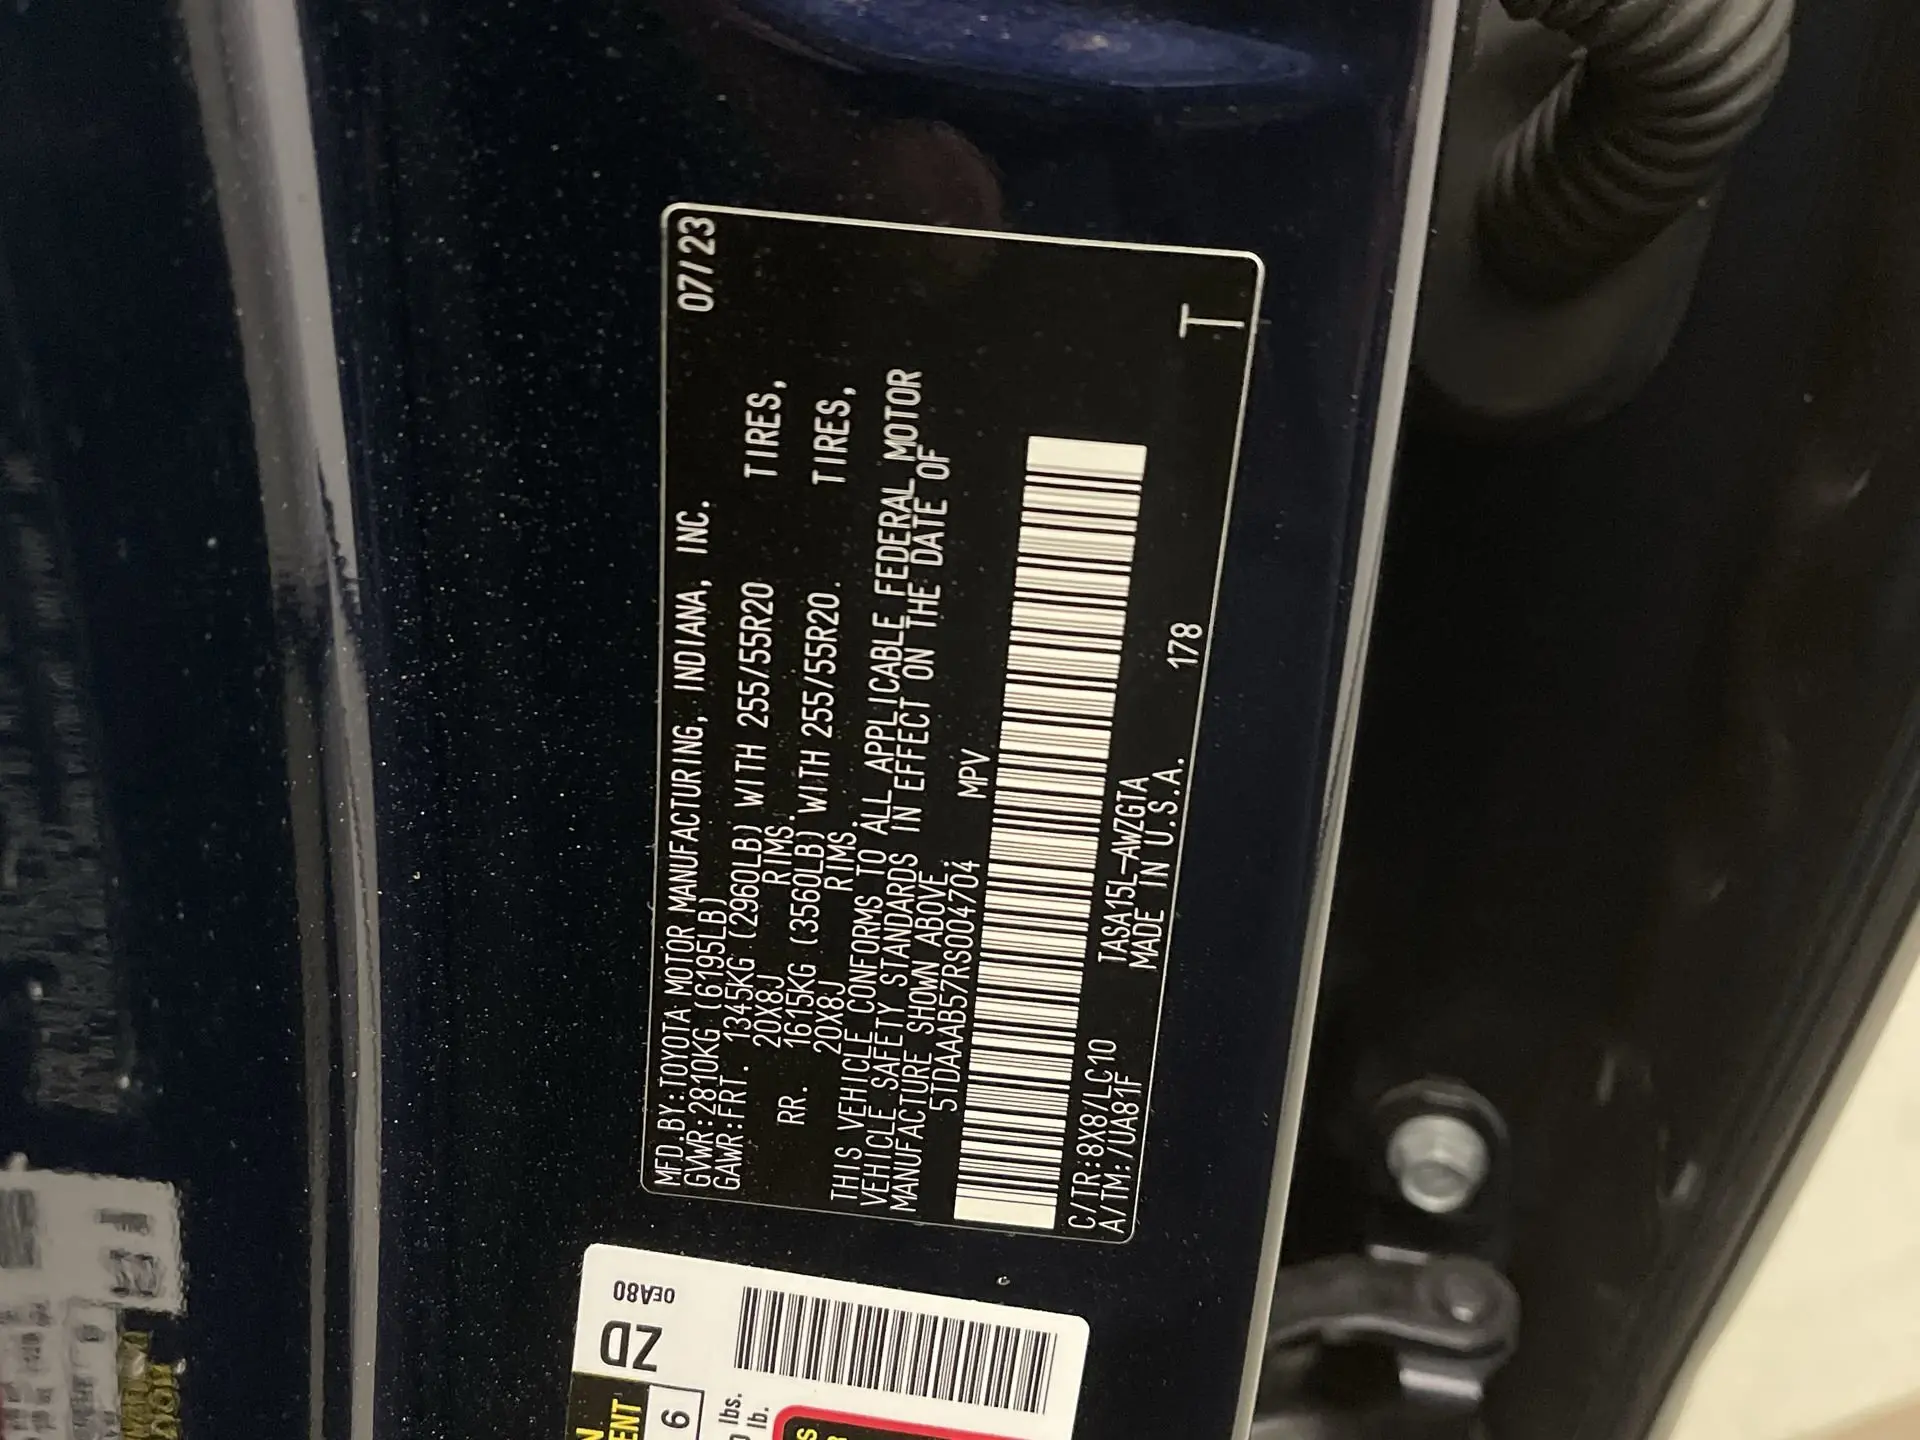 MFD.BY:TOYOTA MOTOR MANUFACTURING, INDIANA, INC. 07/23
GVWR:2810KG (6195LB)
GAWR:FRT. 1345KG (2960LB) WITH 255/55R20 TIRES,
20X8J RIMS.
RR. 1615KG (3560LB) WITH 255/55R20. TIRES,
20X8J RIMS.
THIS VEHICLE CONFORMS TO ALL APPLICABLE FEDERAL MOTOR
VEHICLE SAFETY STANDARDS IN EFFECT ON THE DATE OF
MANUFACTURE SHOWN ABOVE.
5TDAAAB57RS004704 MPV
C/TR:8X8/LC10 TASA15L-AWZGTA
A/TM:/UA81F MADE IN U.S.A. 178 T
0EA80
ZD
6
lbs.
lb.